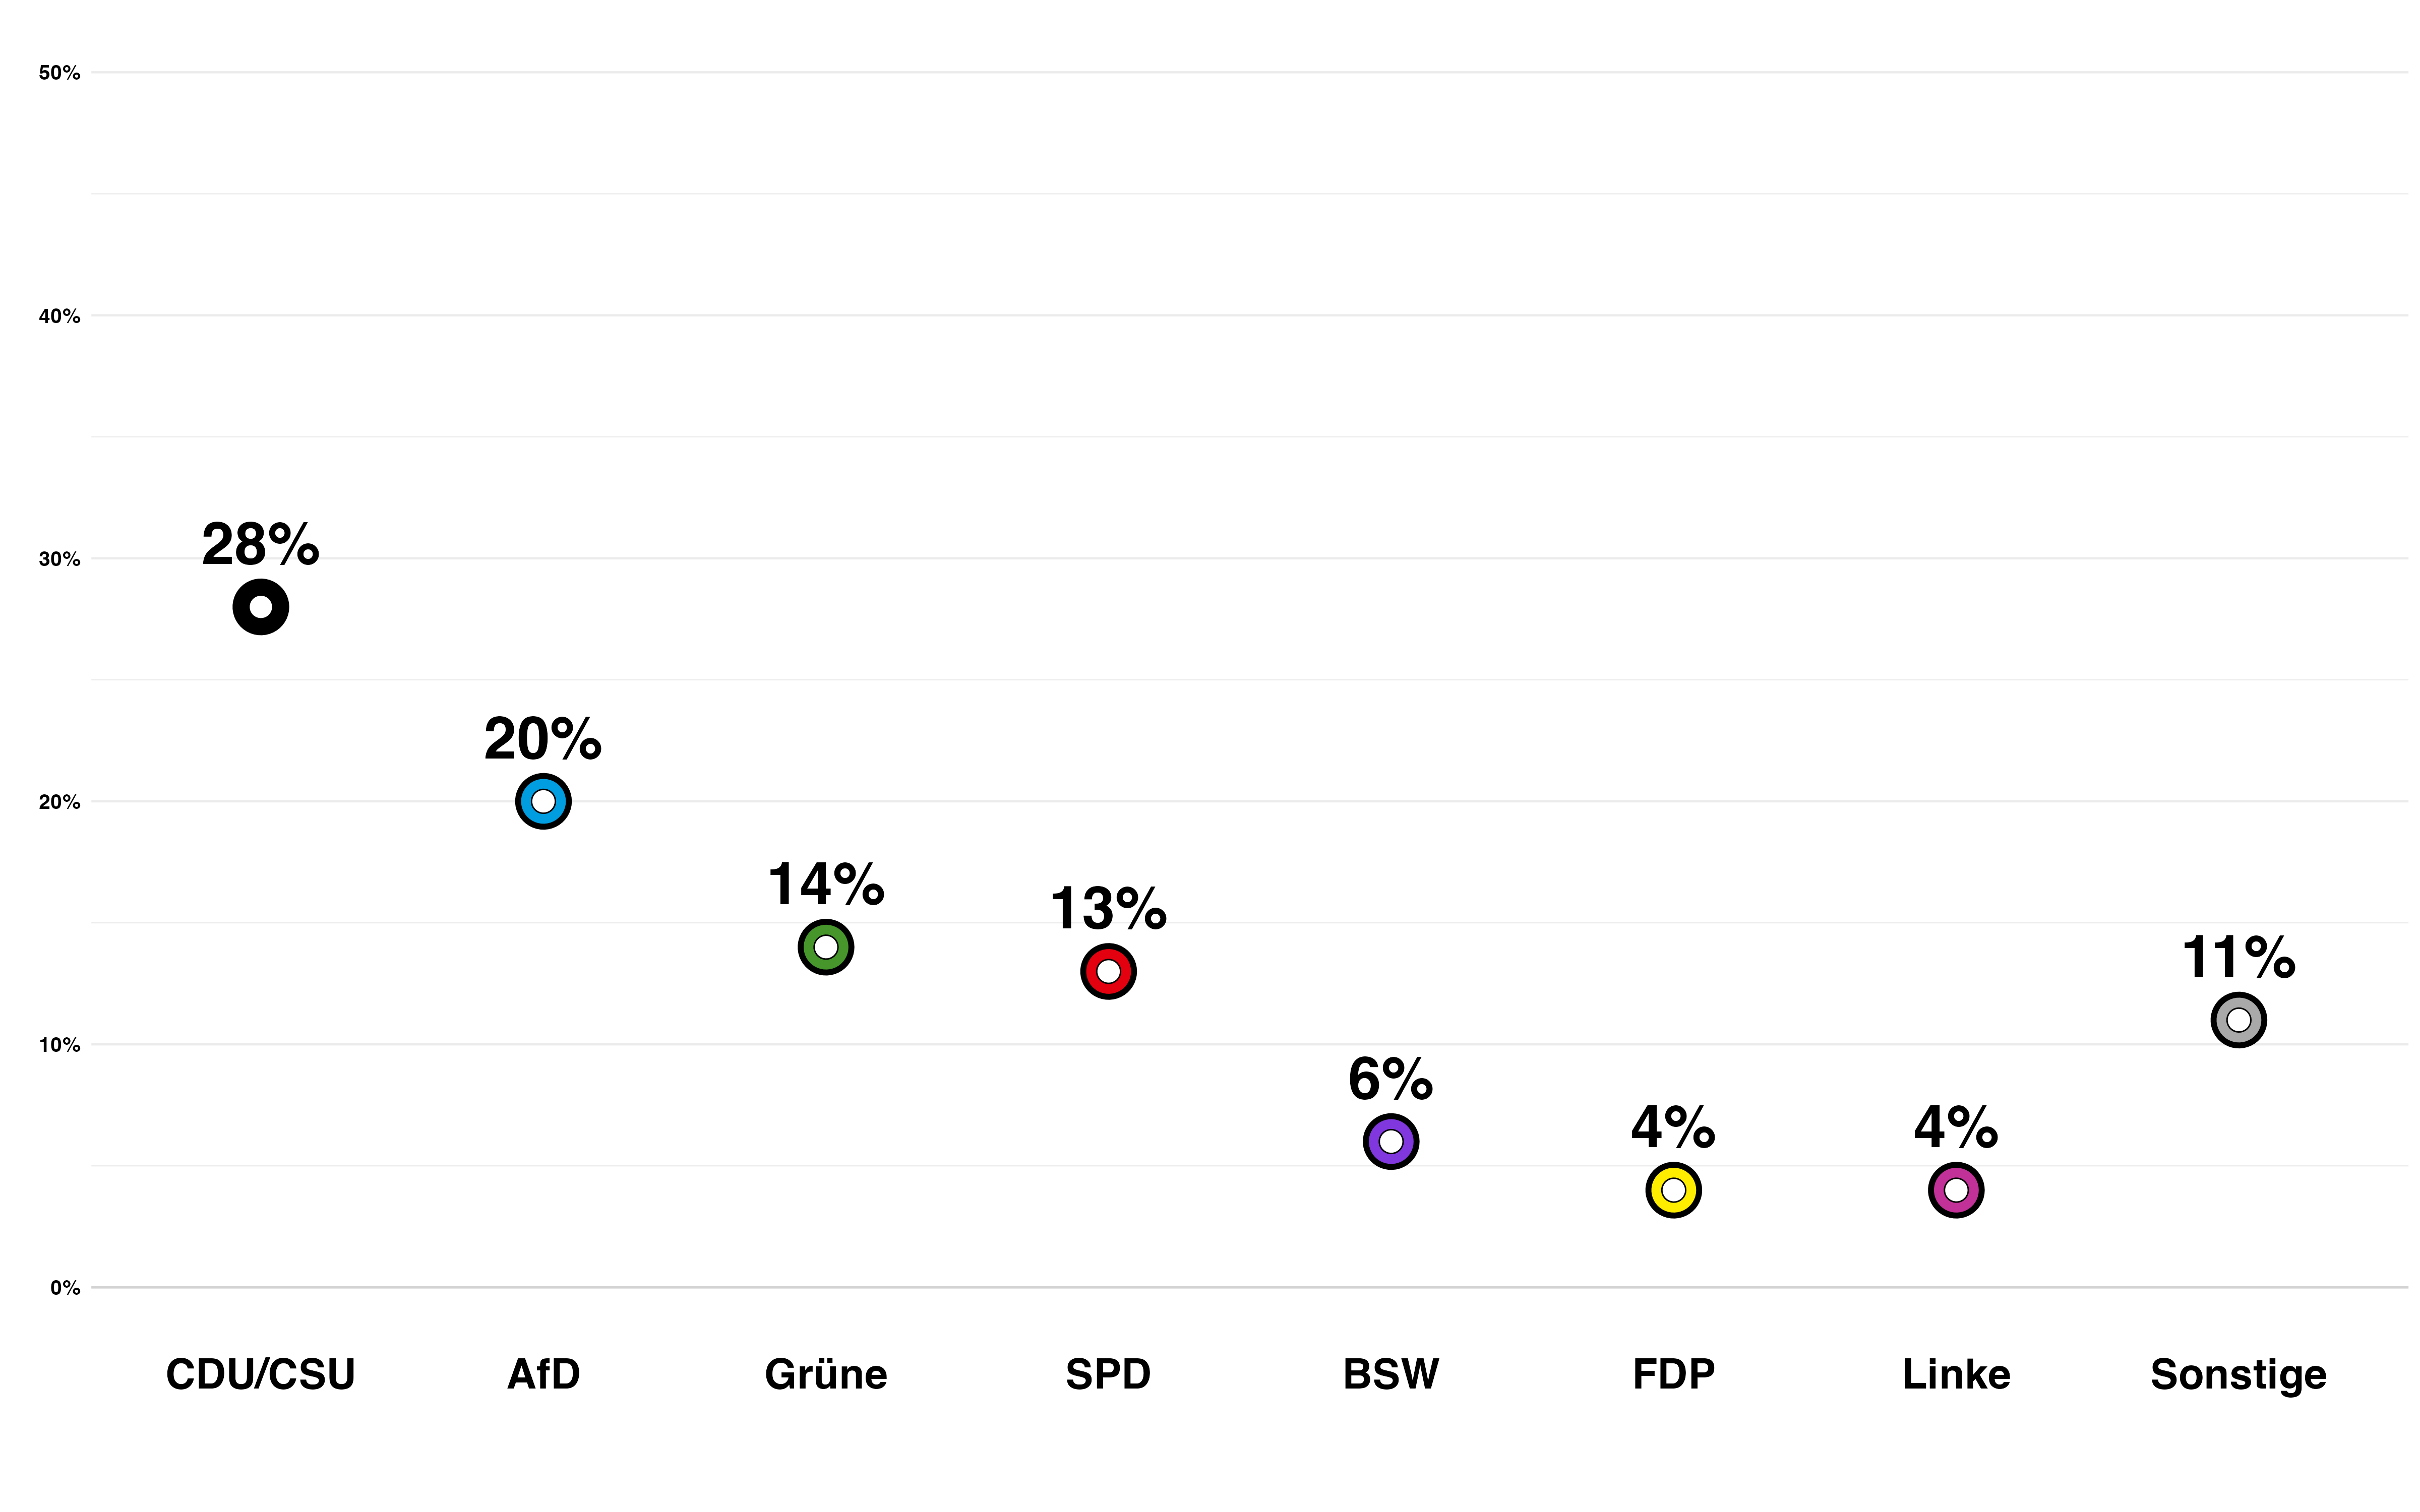 50%
40%
30%
20%
10%
0%
28%
20%
14%
13%
6%
4%
4%
11%
CDU/CSU
AfD
Grüne
SPD
BSW
FDP
Linke
Sonstige